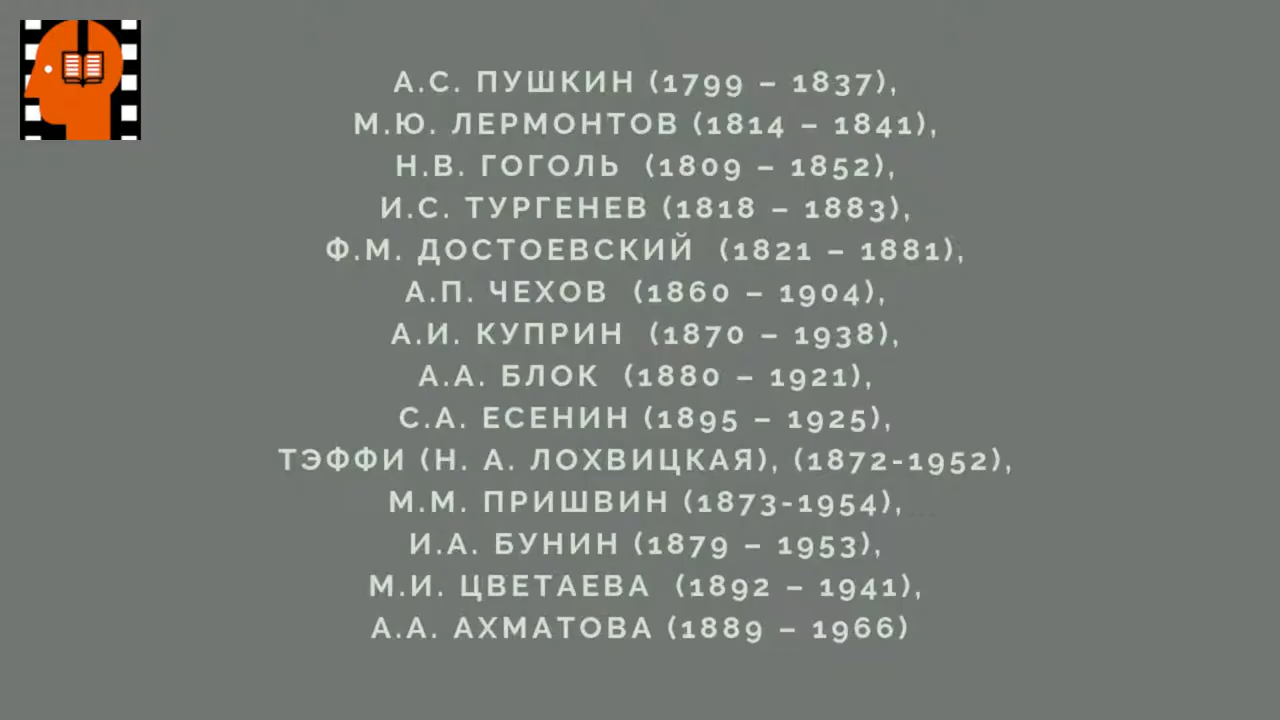 А.С. ПУШКИН (1799 – 1837),
М.Ю. ЛЕРМОНТОВ (1814 – 1841),
Н.В. ГОГОЛЬ (1809 – 1852),
И.С. ТУРГЕНЕВ (1818 – 1883),
Ф.М. ДОСТОЕВСКИЙ (1821 – 1881),
А.П. ЧЕХОВ (1860 – 1904),
А.И. КУПРИН (1870 – 1938),
А.А. БЛОК (1880 – 1921),
С.А. ЕСЕНИН (1895 – 1925),
ТЭФФИ (Н. А. ЛОХВИЦКАЯ), (1872-1952),
М.М. ПРИШВИН (1873-1954),
И.А. БУНИН (1879 – 1953),
М.И. ЦВЕТАЕВА (1892 – 1941),
А.А. АХМАТОВА (1889 – 1966)